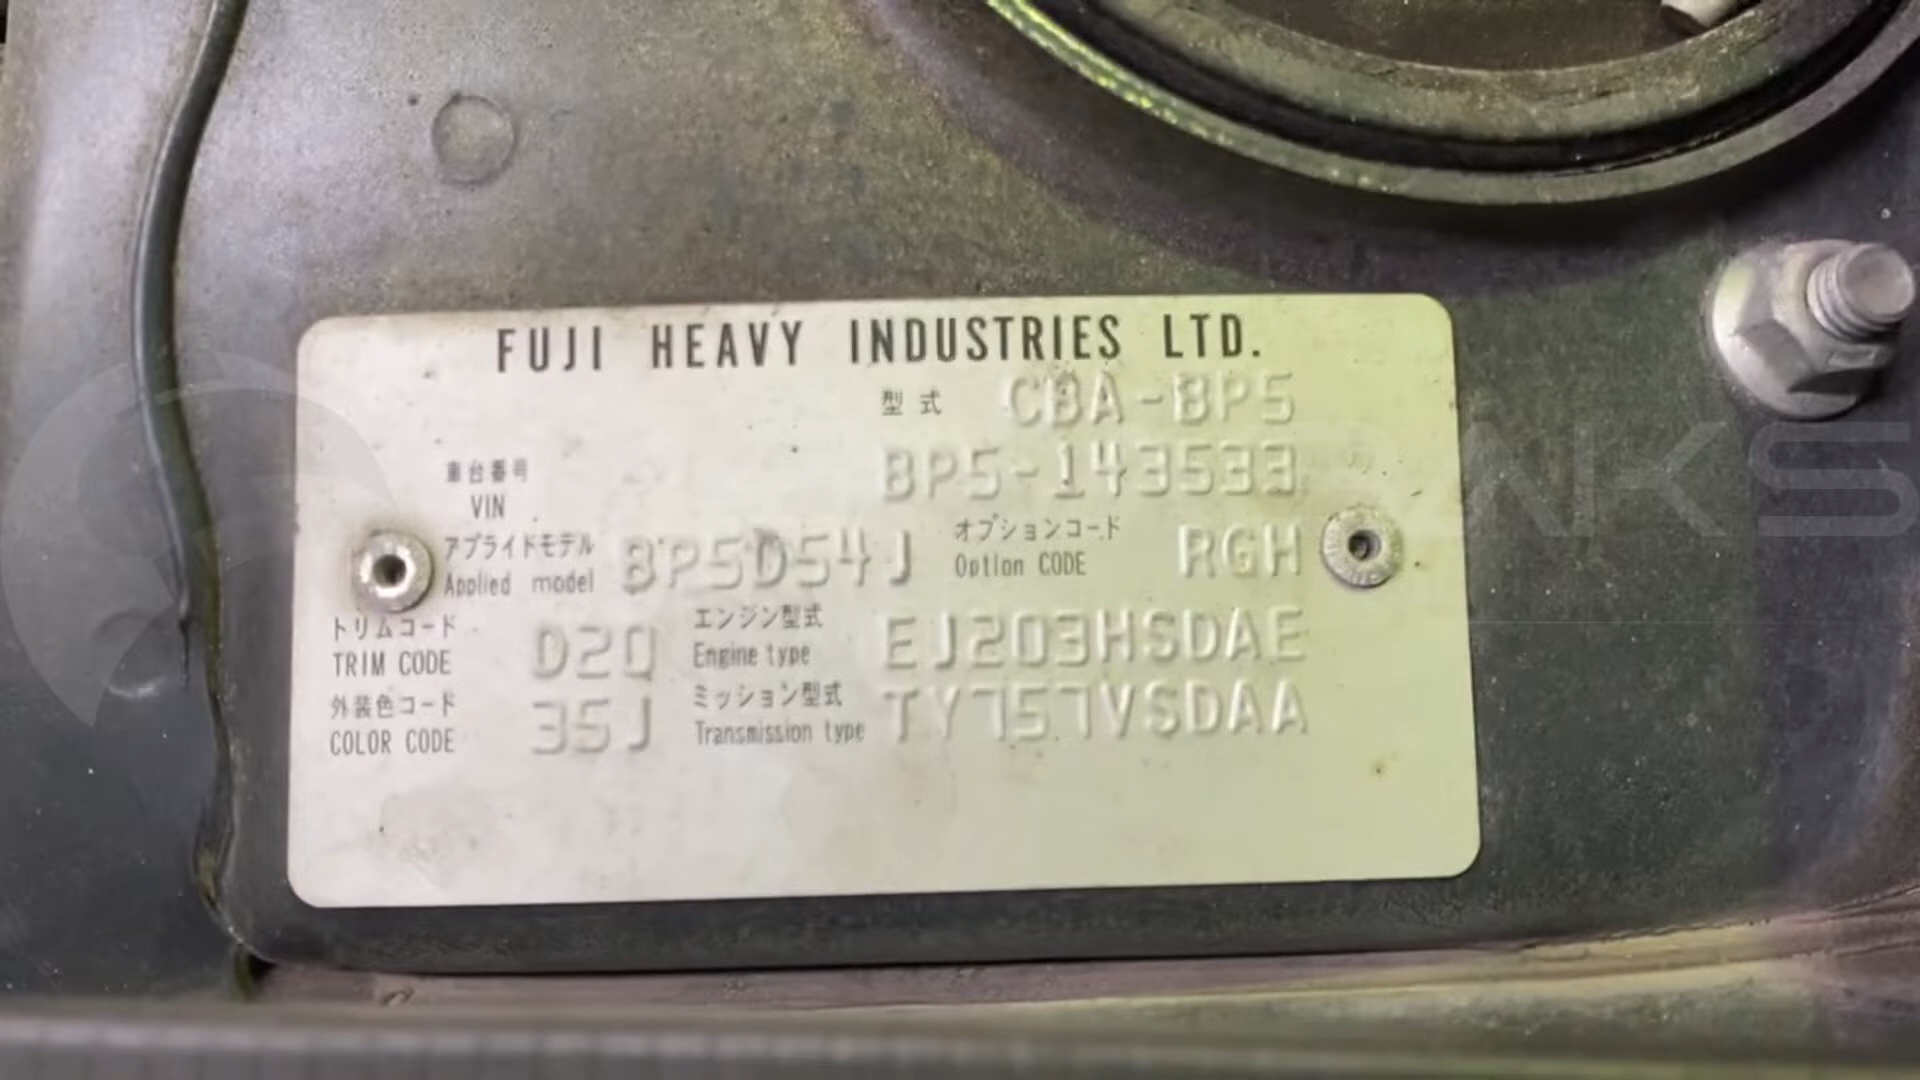 FUJI HEAVY INDUSTRIES LTD.
型式 CBA-BP5
車台番号 VIN BP5-143533
アプライドモデル Applied model BP5D54J オプションコード Option CODE RGH
トリムコード TRIM CODE D2Q エンジン型式 Engine type EJ203HSDAE
外装色コード COLOR CODE 35J ミッション型式 Transmission type TY757VSDAA